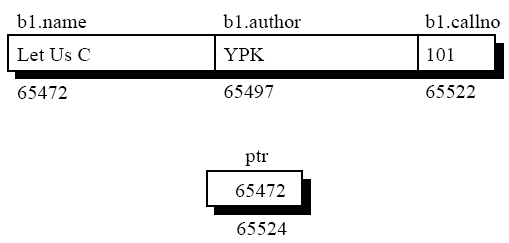 b1.name b1.author b1.callno
Let Us C YPK 101
65472 65497 65522
ptr
65472
65524